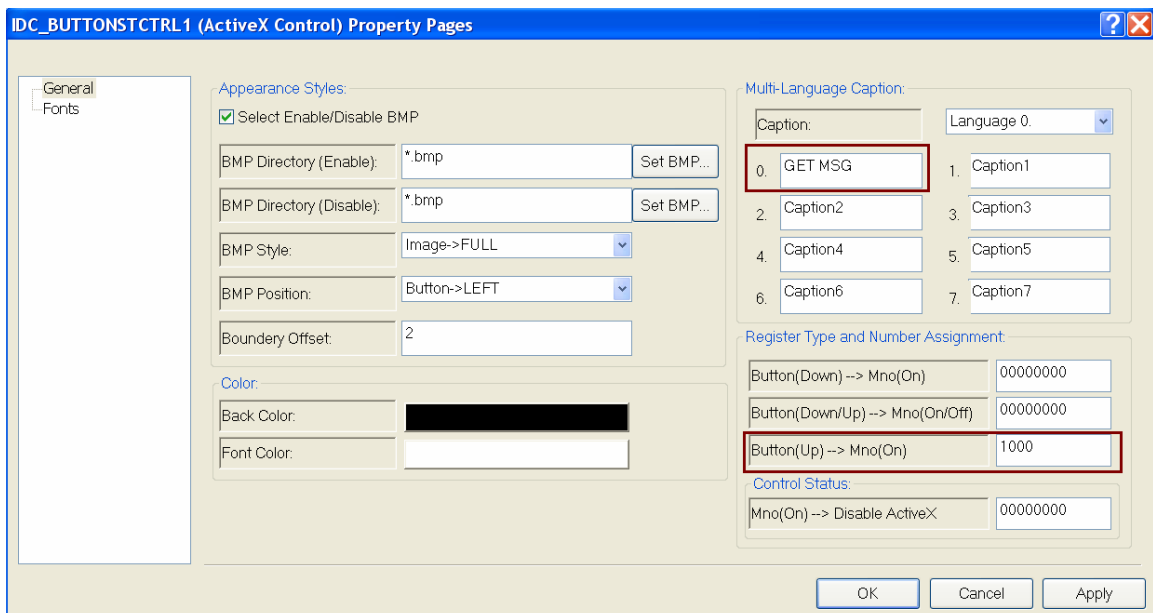 IDC_BUTTONSTCTRL1 (ActiveX Control) Property Pages
General
Fonts
Appearance Styles:
Select Enable/Disable BMP
BMP Directory (Enable): *.bmp Set BMP...
BMP Directory (Disable): *.bmp Set BMP...
BMP Style: Image->FULL
BMP Position: Button->LEFT
Boundery Offset: 2
Color:
Back Color:
Font Color:
Multi-Language Caption:
Caption: Language 0.
0. GET MSG 1. Caption1
2. Caption2 3. Caption3
4. Caption4 5. Caption5
6. Caption6 7. Caption7
Register Type and Number Assignment:
Button(Down) --> Mno(On) 00000000
Button(Down/Up) --> Mno(On/Off) 00000000
Button(Up) --> Mno(On) 1000
Control Status:
Mno(On) --> Disable ActiveX 00000000
OK Cancel Apply